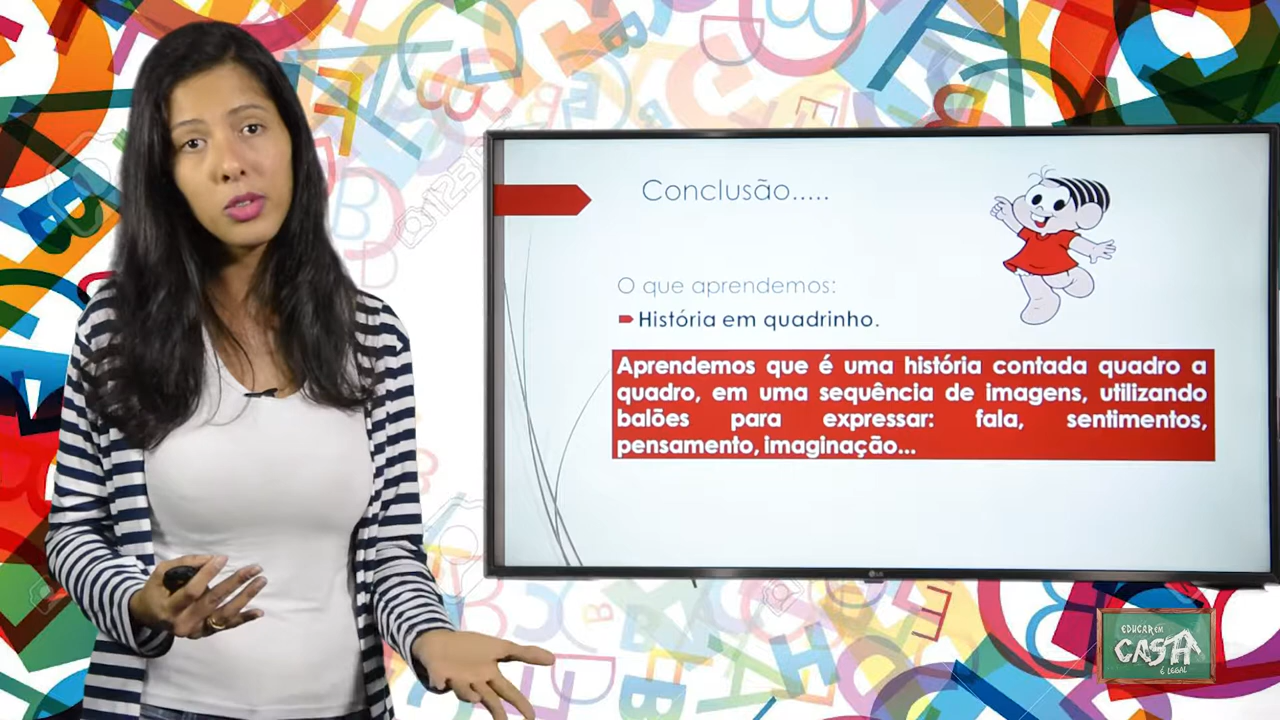 Conclusão.....
O que aprendemos:
História em quadrinho.
Aprendemos que é uma história contada quadro a
quadro, em uma sequência de imagens, utilizando
balões para expressar: fala, sentimentos,
pensamento, imaginação...
LG
EDUCAR EM
CASA
É LEGAL